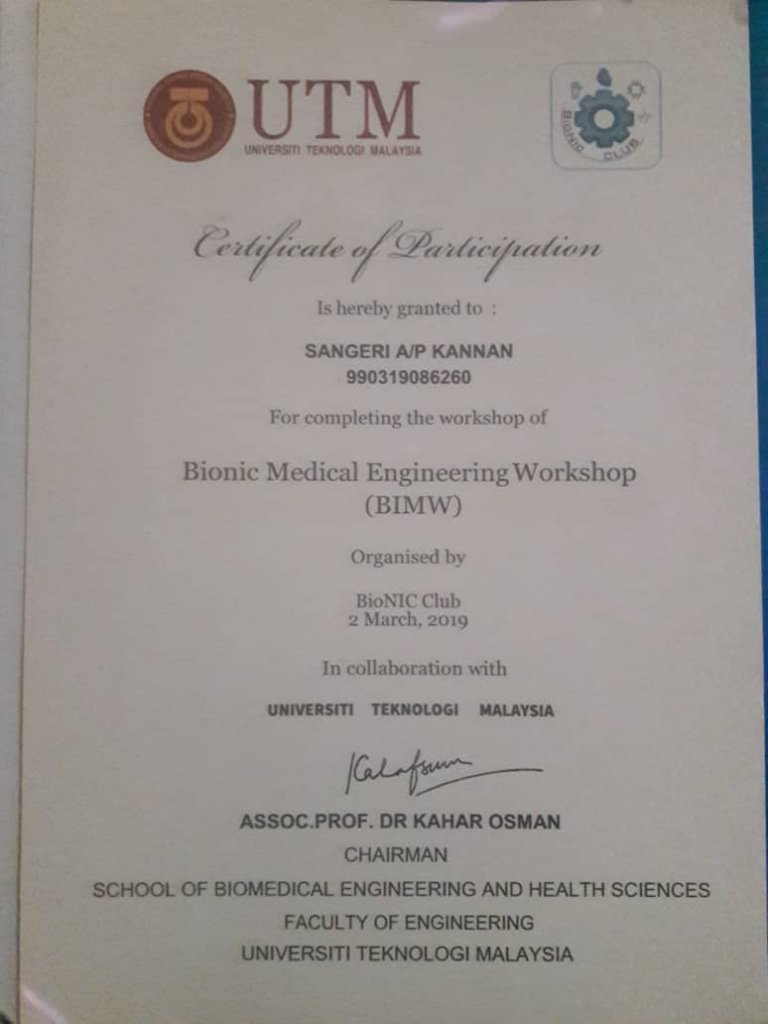 UTM
UNIVERSITI TEKNOLOGI MALAYSIA
BIONIC CLUB
Certificate of Participation
Is hereby granted to :
SANGERI A/P KANNAN
990319086260
For completing the workshop of
Bionic Medical Engineering Workshop
(BIMW)
Organised by
BioNIC Club
2 March, 2019
In collaboration with
UNIVERSITI TEKNOLOGI MALAYSIA
ASSOC.PROF. DR KAHAR OSMAN
CHAIRMAN
SCHOOL OF BIOMEDICAL ENGINEERING AND HEALTH SCIENCES
FACULTY OF ENGINEERING
UNIVERSITI TEKNOLOGI MALAYSIA